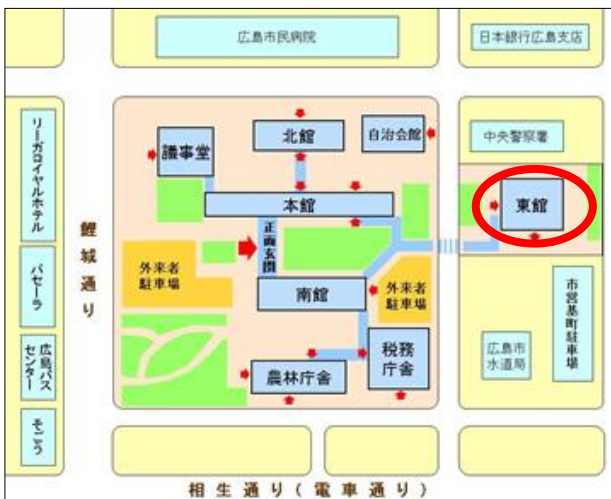 広島市民病院
日本銀行広島支店
リーガロイヤルホテル
議事堂
北館
自治会館
中央警察署
本館
東館
鯉城通り
正面玄関
パセーラ
外来者
駐車場
南館
外来者
駐車場
市営基町駐車場
広島バス
センター
農林庁舎
税務
庁舎
広島市
水道局
そごう
相生通り(電車通り)